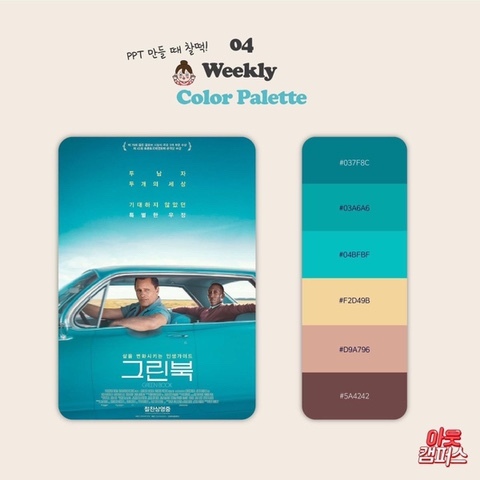 PPT 만들 때 찰떡!
04
Weekly
Color Palette
두 남 자
두 개 의 세 상
기 대 하 지 않 았 던
특 별 한 우 정
삶을 변화시키는 인생가이드
그린북
GREEN BOOK
절찬상영중
#037F8C
#03A6A6
#04BFBF
#F2D49B
#D9A796
#5A4242
아웃
캠퍼스